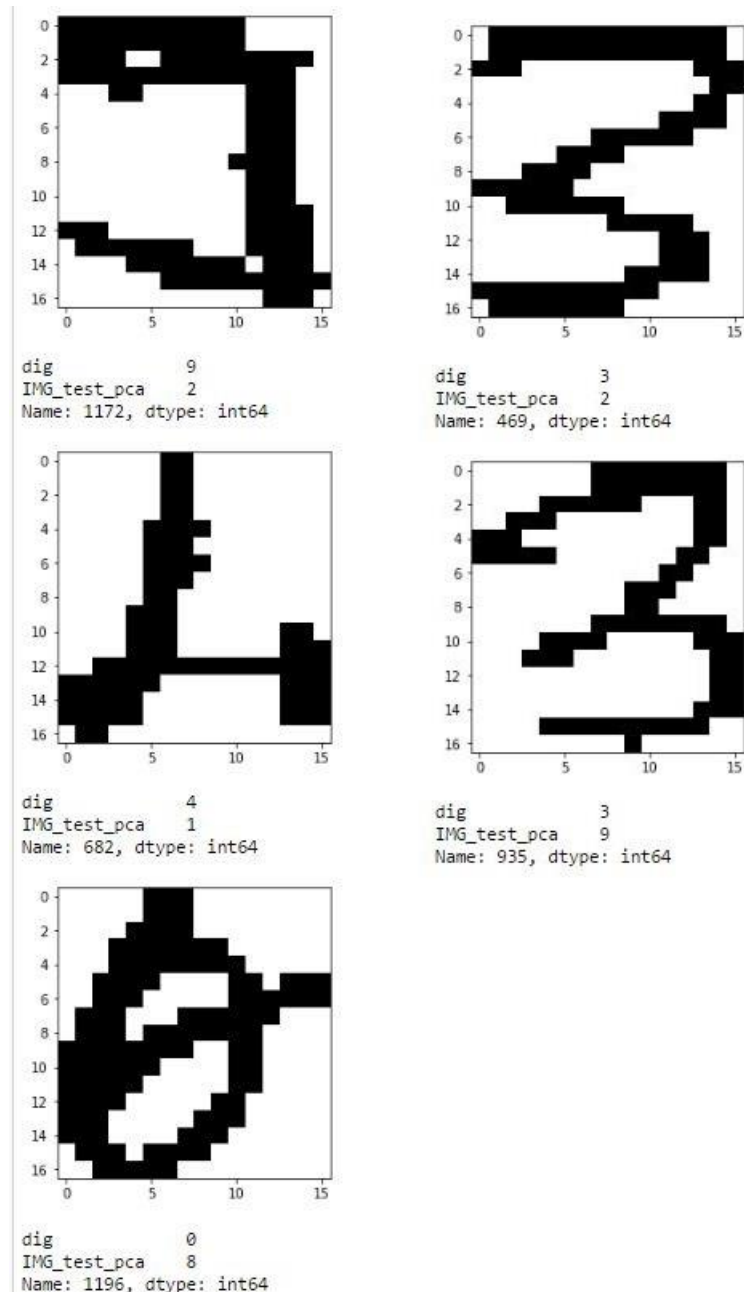 0
2
4
6
8
10
12
14
16
0 5 10 15
dig 9
IMG_test_pca 2
Name: 1172, dtype: int64
0
2
4
6
8
10
12
14
16
0 5 10 15
dig 3
IMG_test_pca 2
Name: 469, dtype: int64
0
2
4
6
8
10
12
14
16
0 5 10 15
dig 4
IMG_test_pca 1
Name: 682, dtype: int64
0
2
4
6
8
10
12
14
16
0 5 10 15
dig 3
IMG_test_pca 9
Name: 935, dtype: int64
0
2
4
6
8
10
12
14
16
0 5 10 15
dig 0
IMG_test_pca 8
Name: 1196, dtype: int64